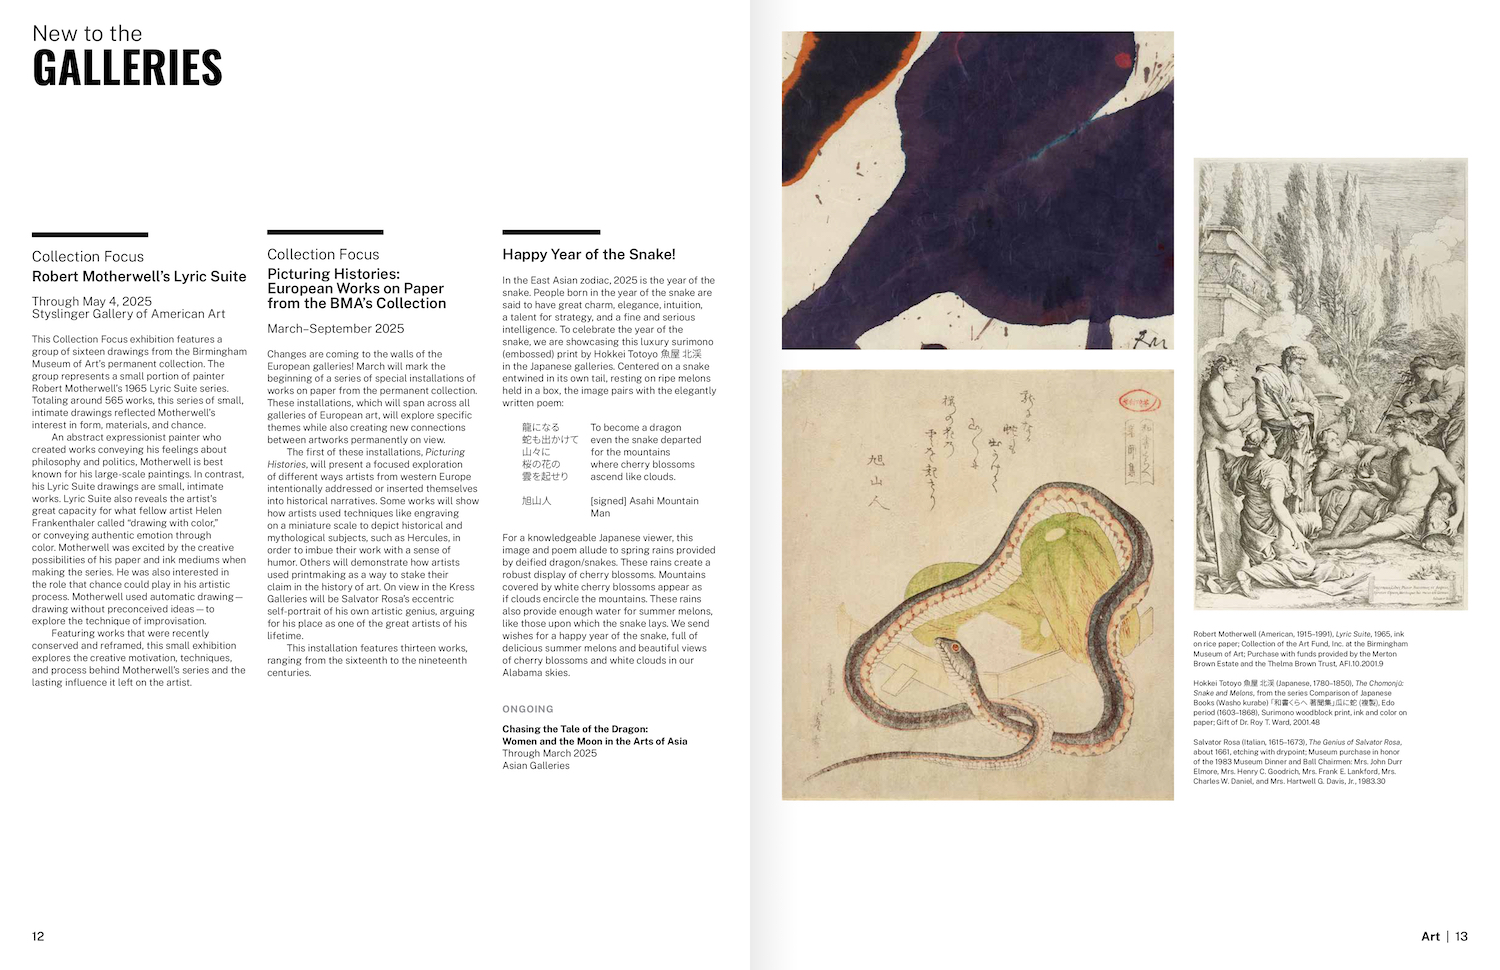 New to the
GALLERIES
Collection Focus
Robert Motherwell's Lyric Suite
Through May 4, 2025
Styslinger Gallery of American Art
This Collection Focus exhibition features a
group of sixteen drawings from the Birmingham
Museum of Art's permanent collection. The
group represents a small portion of painter
Robert Motherwell's 1965 Lyric Suite series.
Totaling around 565 works, this series of small,
intimate drawings reflected Motherwell's
interest in form, materials, and chance.
An abstract expressionist painter who
created works conveying his feelings about
philosophy and politics, Motherwell is best
known for his large-scale paintings. In contrast,
his Lyric Suite drawings are small, intimate
works. Lyric Suite also reveals the artist's
great capacity for what fellow artist Helen
Frankenthaler called “drawing with color,”
or conveying authentic emotion through
color. Motherwell was excited by the creative
possibilities of his paper and ink mediums when
making the series. He was also interested in
the role that chance could play in his artistic
process. Motherwell used automatic drawing—
drawing without preconceived ideas—to
explore the technique of improvisation.
Featuring works that were recently
conserved and reframed, this small exhibition
explores the creative motivation, techniques,
and process behind Motherwell's series and the
lasting influence it left on the artist.
Collection Focus
Picturing Histories:
European Works on Paper
from the BMA's Collection
March–September 2025
Changes are coming to the walls of the
European galleries! March will mark the
beginning of a series of special installations of
works on paper from the permanent collection.
These installations, which will span across all
galleries of European art, will explore specific
themes while also creating new connections
between artworks permanently on view.
The first of these installations, Picturing
Histories, will present a focused exploration
of different ways artists from western Europe
intentionally addressed or inserted themselves
into historical narratives. Some works will show
how artists used techniques like engraving
on a miniature scale to depict historical and
mythological subjects, such as Hercules, in
order to imbue their work with a sense of
humor. Others will demonstrate how artists
used printmaking as a way to stake their
claim in the history of art. On view in the Kress
Galleries will be Salvator Rosa's eccentric
self-portrait of his own artistic genius, arguing
for his place as one of the great artists of his
lifetime.
This installation features thirteen works,
ranging from the sixteenth to the nineteenth
centuries.
Happy Year of the Snake!
In the East Asian zodiac, 2025 is the year of the
snake. People born in the year of the snake are
said to have great charm, elegance, intuition,
a talent for strategy, and a fine and serious
intelligence. To celebrate the year of the
snake, we are showcasing this luxury surimono
(embossed) print by Hokkei Totoyo 魚屋 北渓
in the Japanese galleries. Centered on a snake
entwined in its own tail, resting on ripe melons
held in a box, the image pairs with the elegantly
written poem:
龍になる
蛇も出かけて
山々に
桜の花の
雲を起せり
旭山人
To become a dragon
even the snake departed
for the mountains
where cherry blossoms
ascend like clouds.
[signed] Asahi Mountain
Man
For a knowledgeable Japanese viewer, this
image and poem allude to spring rains provided
by deified dragon/snakes. These rains create a
robust display of cherry blossoms. Mountains
covered by white cherry blossoms appear as
if clouds encircle the mountains. These rains
also provide enough water for summer melons,
like those upon which the snake lays. We send
wishes for a happy year of the snake, full of
delicious summer melons and beautiful views
of cherry blossoms and white clouds in our
Alabama skies.
ONGOING
Chasing the Tale of the Dragon:
Women and the Moon in the Arts of Asia
Through March 2025
Asian Galleries
12
旭山人
Robert Motherwell (American, 1915–1991), Lyric Suite, 1965, ink
on rice paper; Collection of the Art Fund, Inc. at the Birmingham
Museum of Art; Purchase with funds provided by the Merton
Brown Estate and the Thelma Brown Trust, AFI.10.2001.9
Hokkei Totoyo 魚屋 北渓 (Japanese, 1780–1850), The Chomonjū:
Snake and Melons, from the series Comparison of Japanese
Books (Washo kurabe) 「和書くらへ 著聞集」瓜に蛇 (複製), Edo
period (1603–1868), Surimono woodblock print, ink and color on
paper; Gift of Dr. Roy T. Ward, 2001.48
Salvator Rosa (Italian, 1615–1673), The Genius of Salvator Rosa,
about 1661, etching with drypoint; Museum purchase in honor
of the 1983 Museum Dinner and Ball Chairmen: Mrs. John Durr
Elmore, Mrs. Henry C. Goodrich, Mrs. Frank E. Lankford, Mrs.
Charles W. Daniel, and Mrs. Hartwell G. Davis, Jr., 1983.30
Art | 13